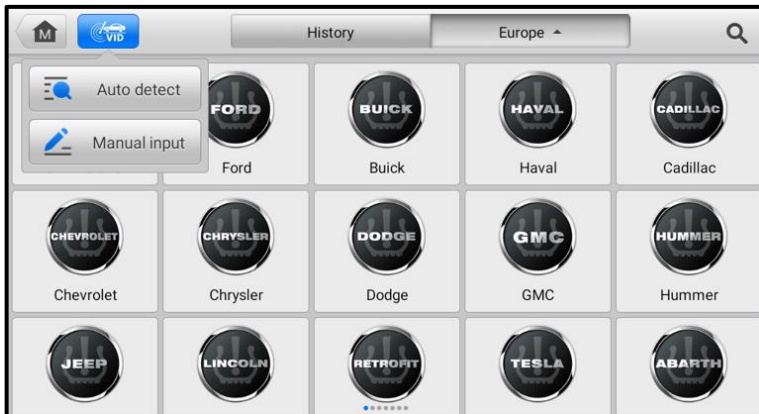 M
VID
History
Europe
Auto detect
Manual input
FORD
BUICK
HAVAL
CADILLAC
Ford
Buick
Haval
Cadillac
CHEVROLET
CHRYSLER
DODGE
GMC
HUMMER
Chevrolet
Chrysler
Dodge
GMC
Hummer
JEEP
LINCOLN
RETROFIT
TESLA
ABARTH